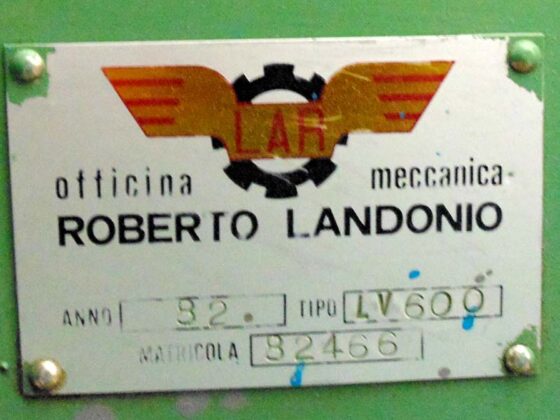 LAR
officina meccanica
ROBERTO LANDONIO
ANNO 82. TIPO LV600
MATRICOLA 82466